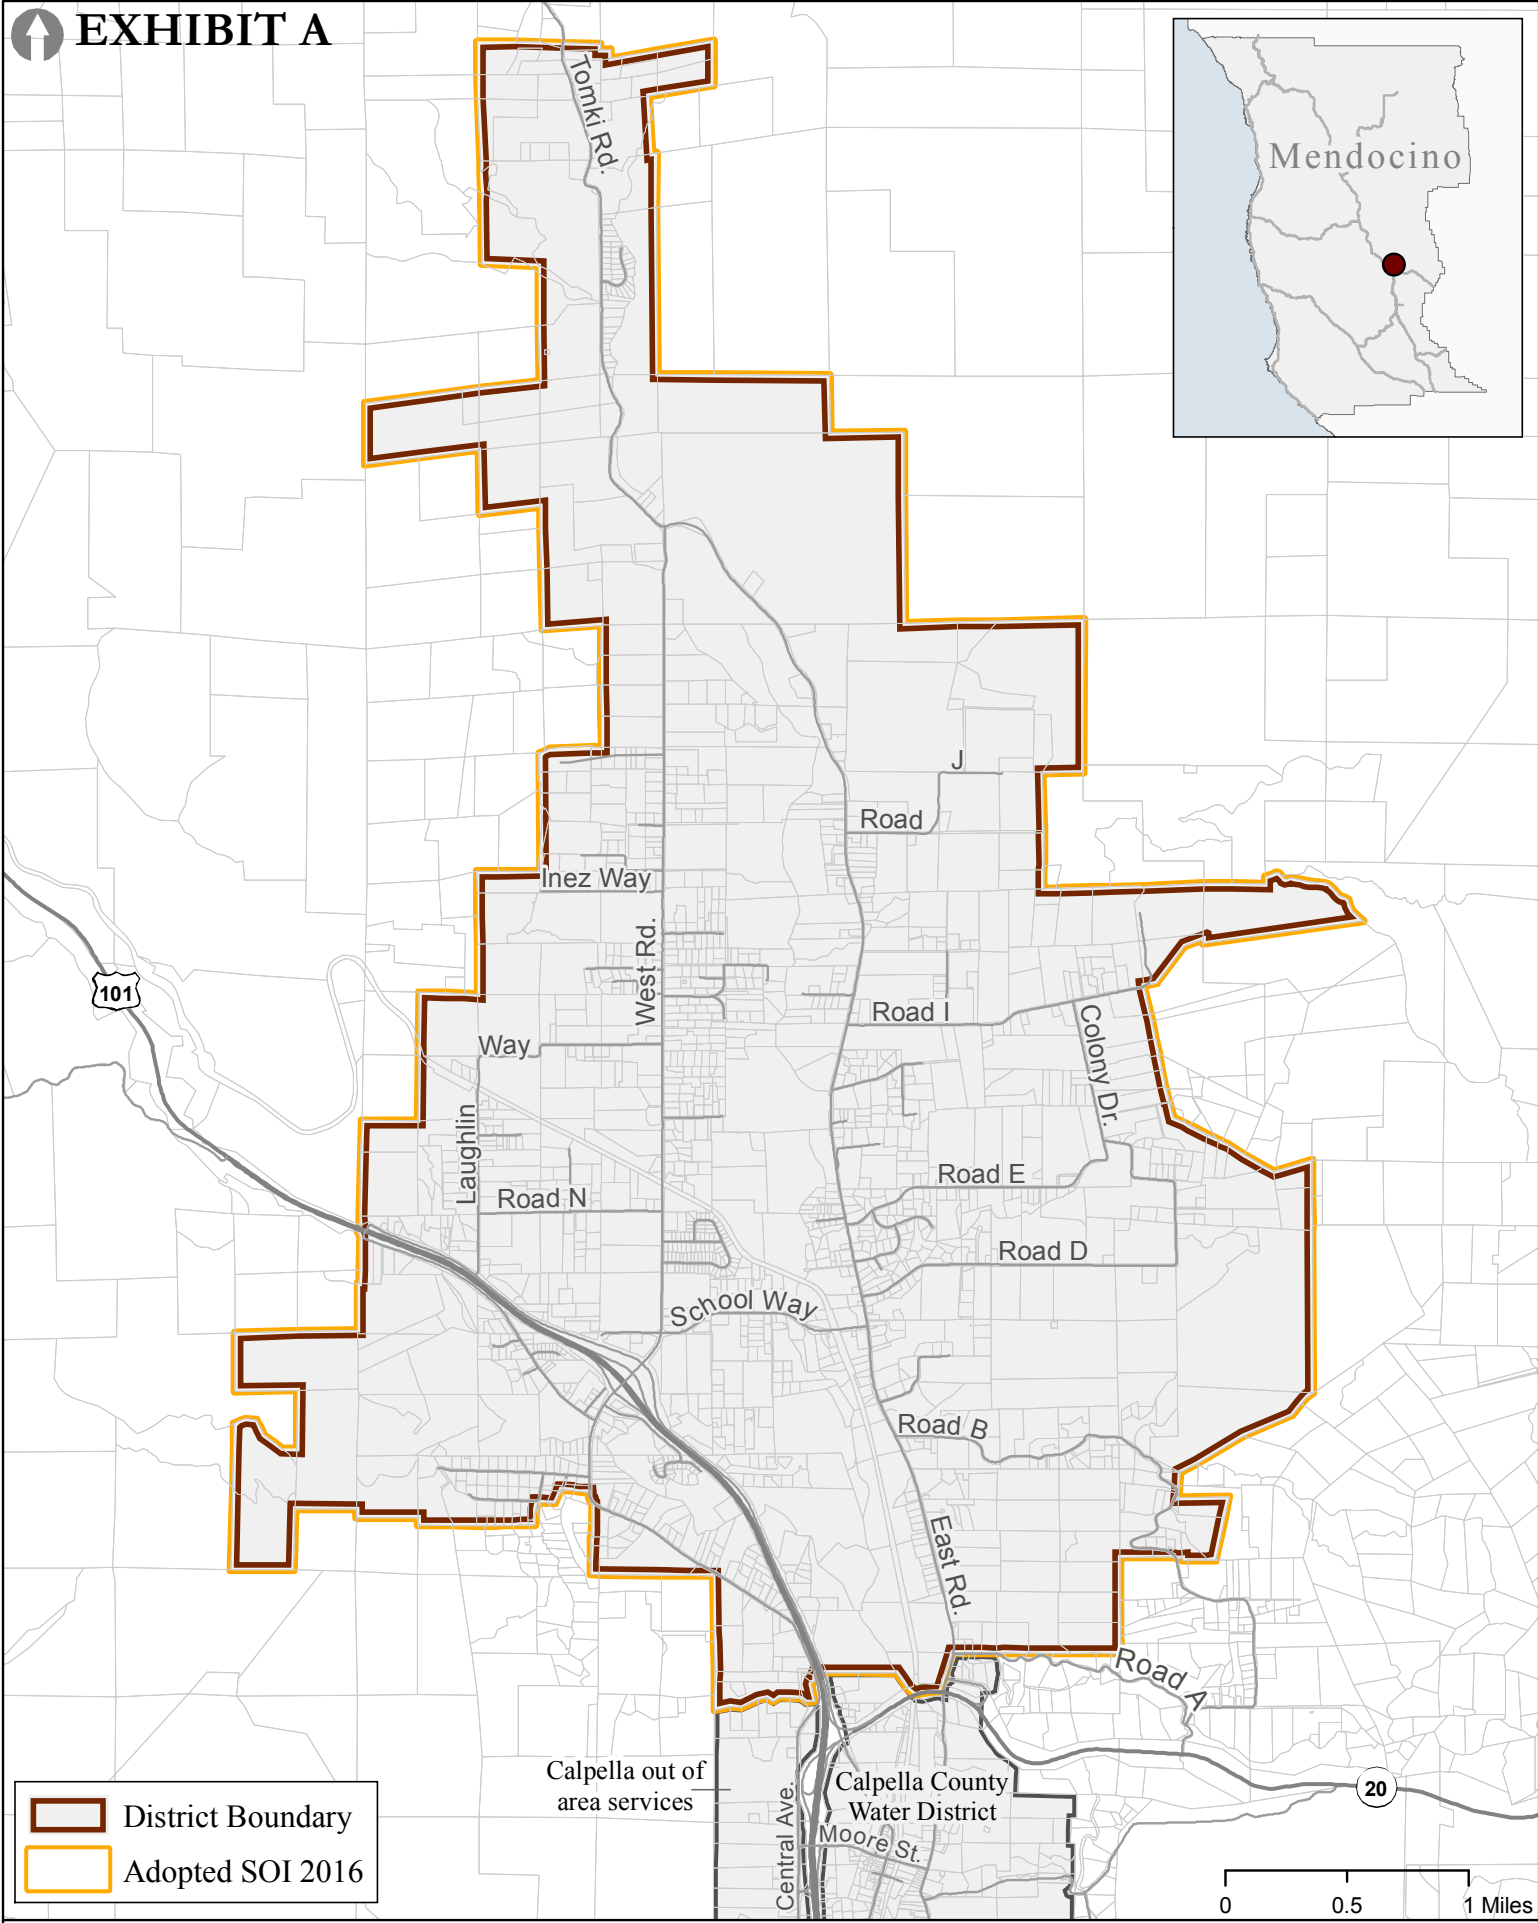 EXHIBIT A
Tomki Rd.
Mendocino
J
Road
Inez Way
West Rd.
101
Road I
Colony Dr.
Way
Laughlin
Road E
Road N
Road D
School Way
Road B
East Rd.
Road A
Calpella out of
area services
Calpella County
Water District
20
Central Ave.
Moore St.
District Boundary
Adopted SOI 2016
0 0.5 1 Miles